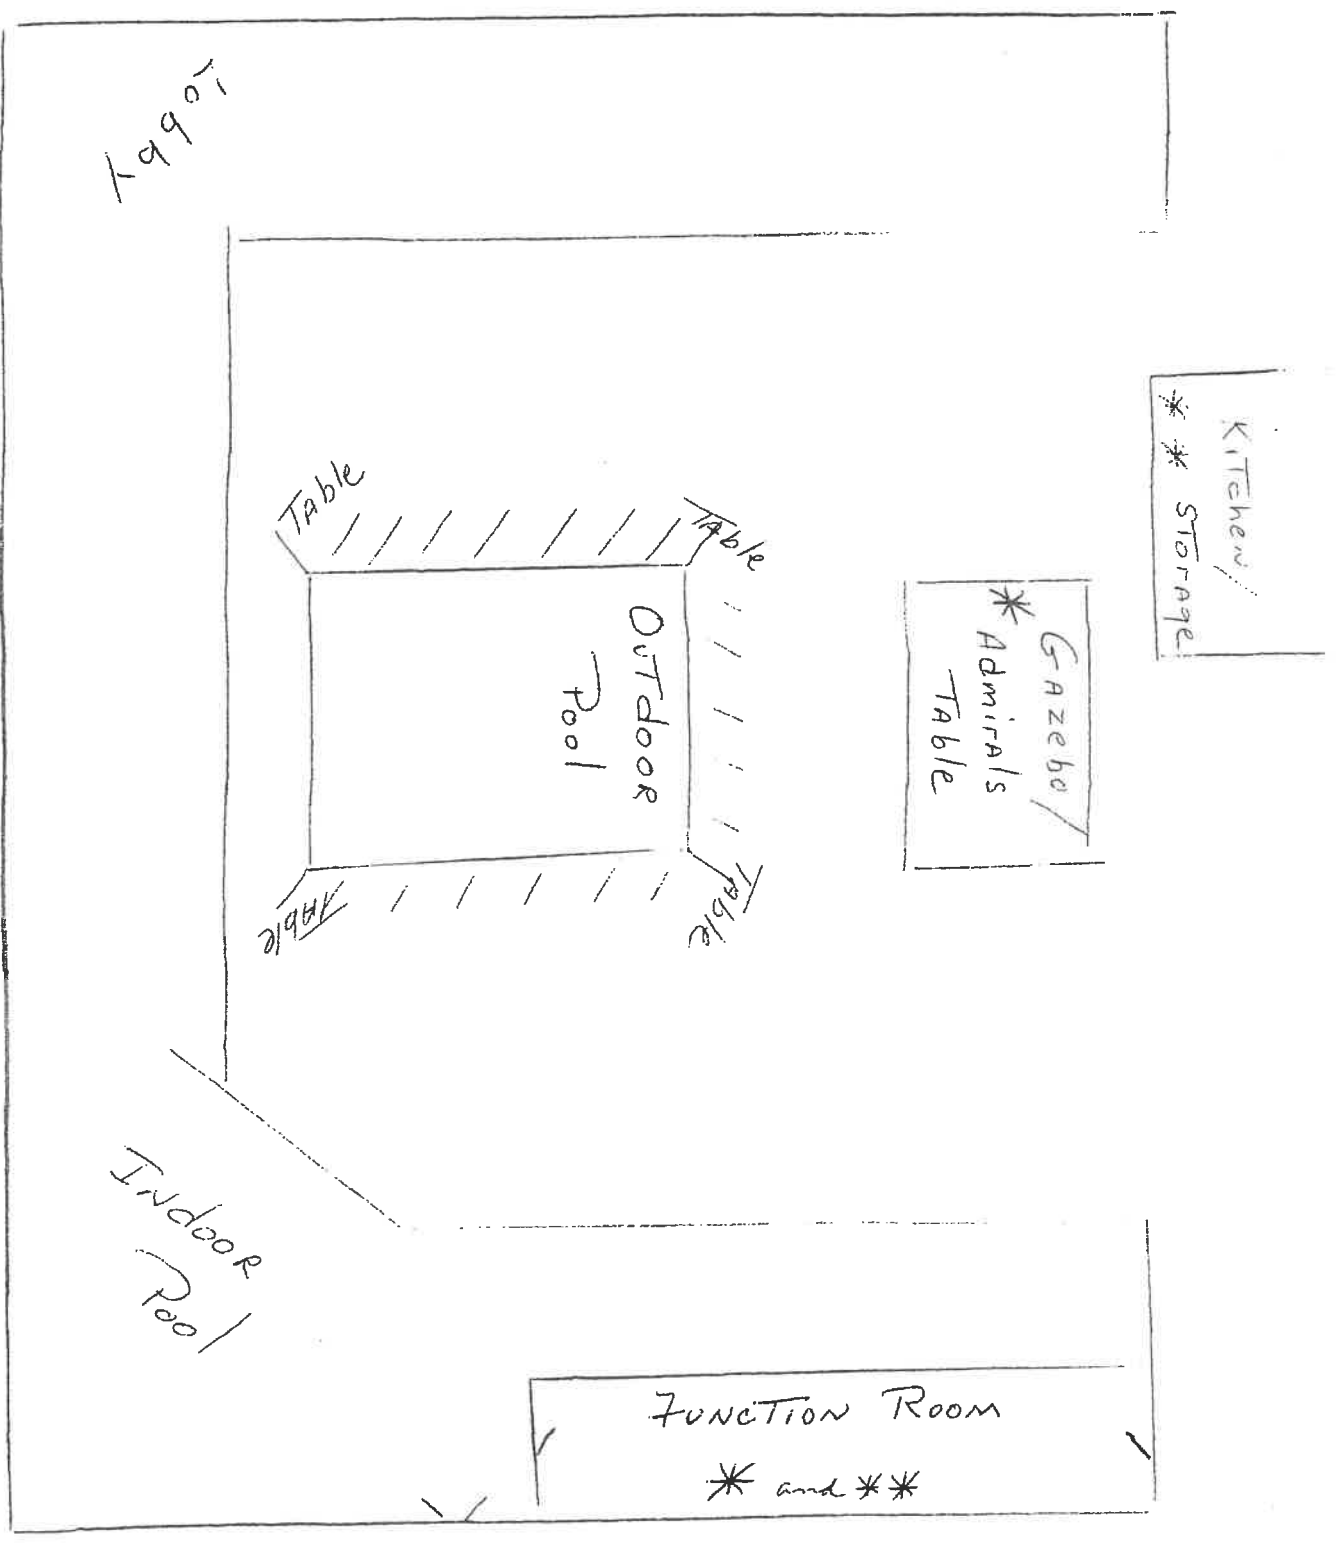 Lobby
Kitchen/
** Storage
Table
Table
Outdoor
Pool
Gazebo/
* Admirals
Table
Table
Table
Indoor
Pool
Function Room
* and **